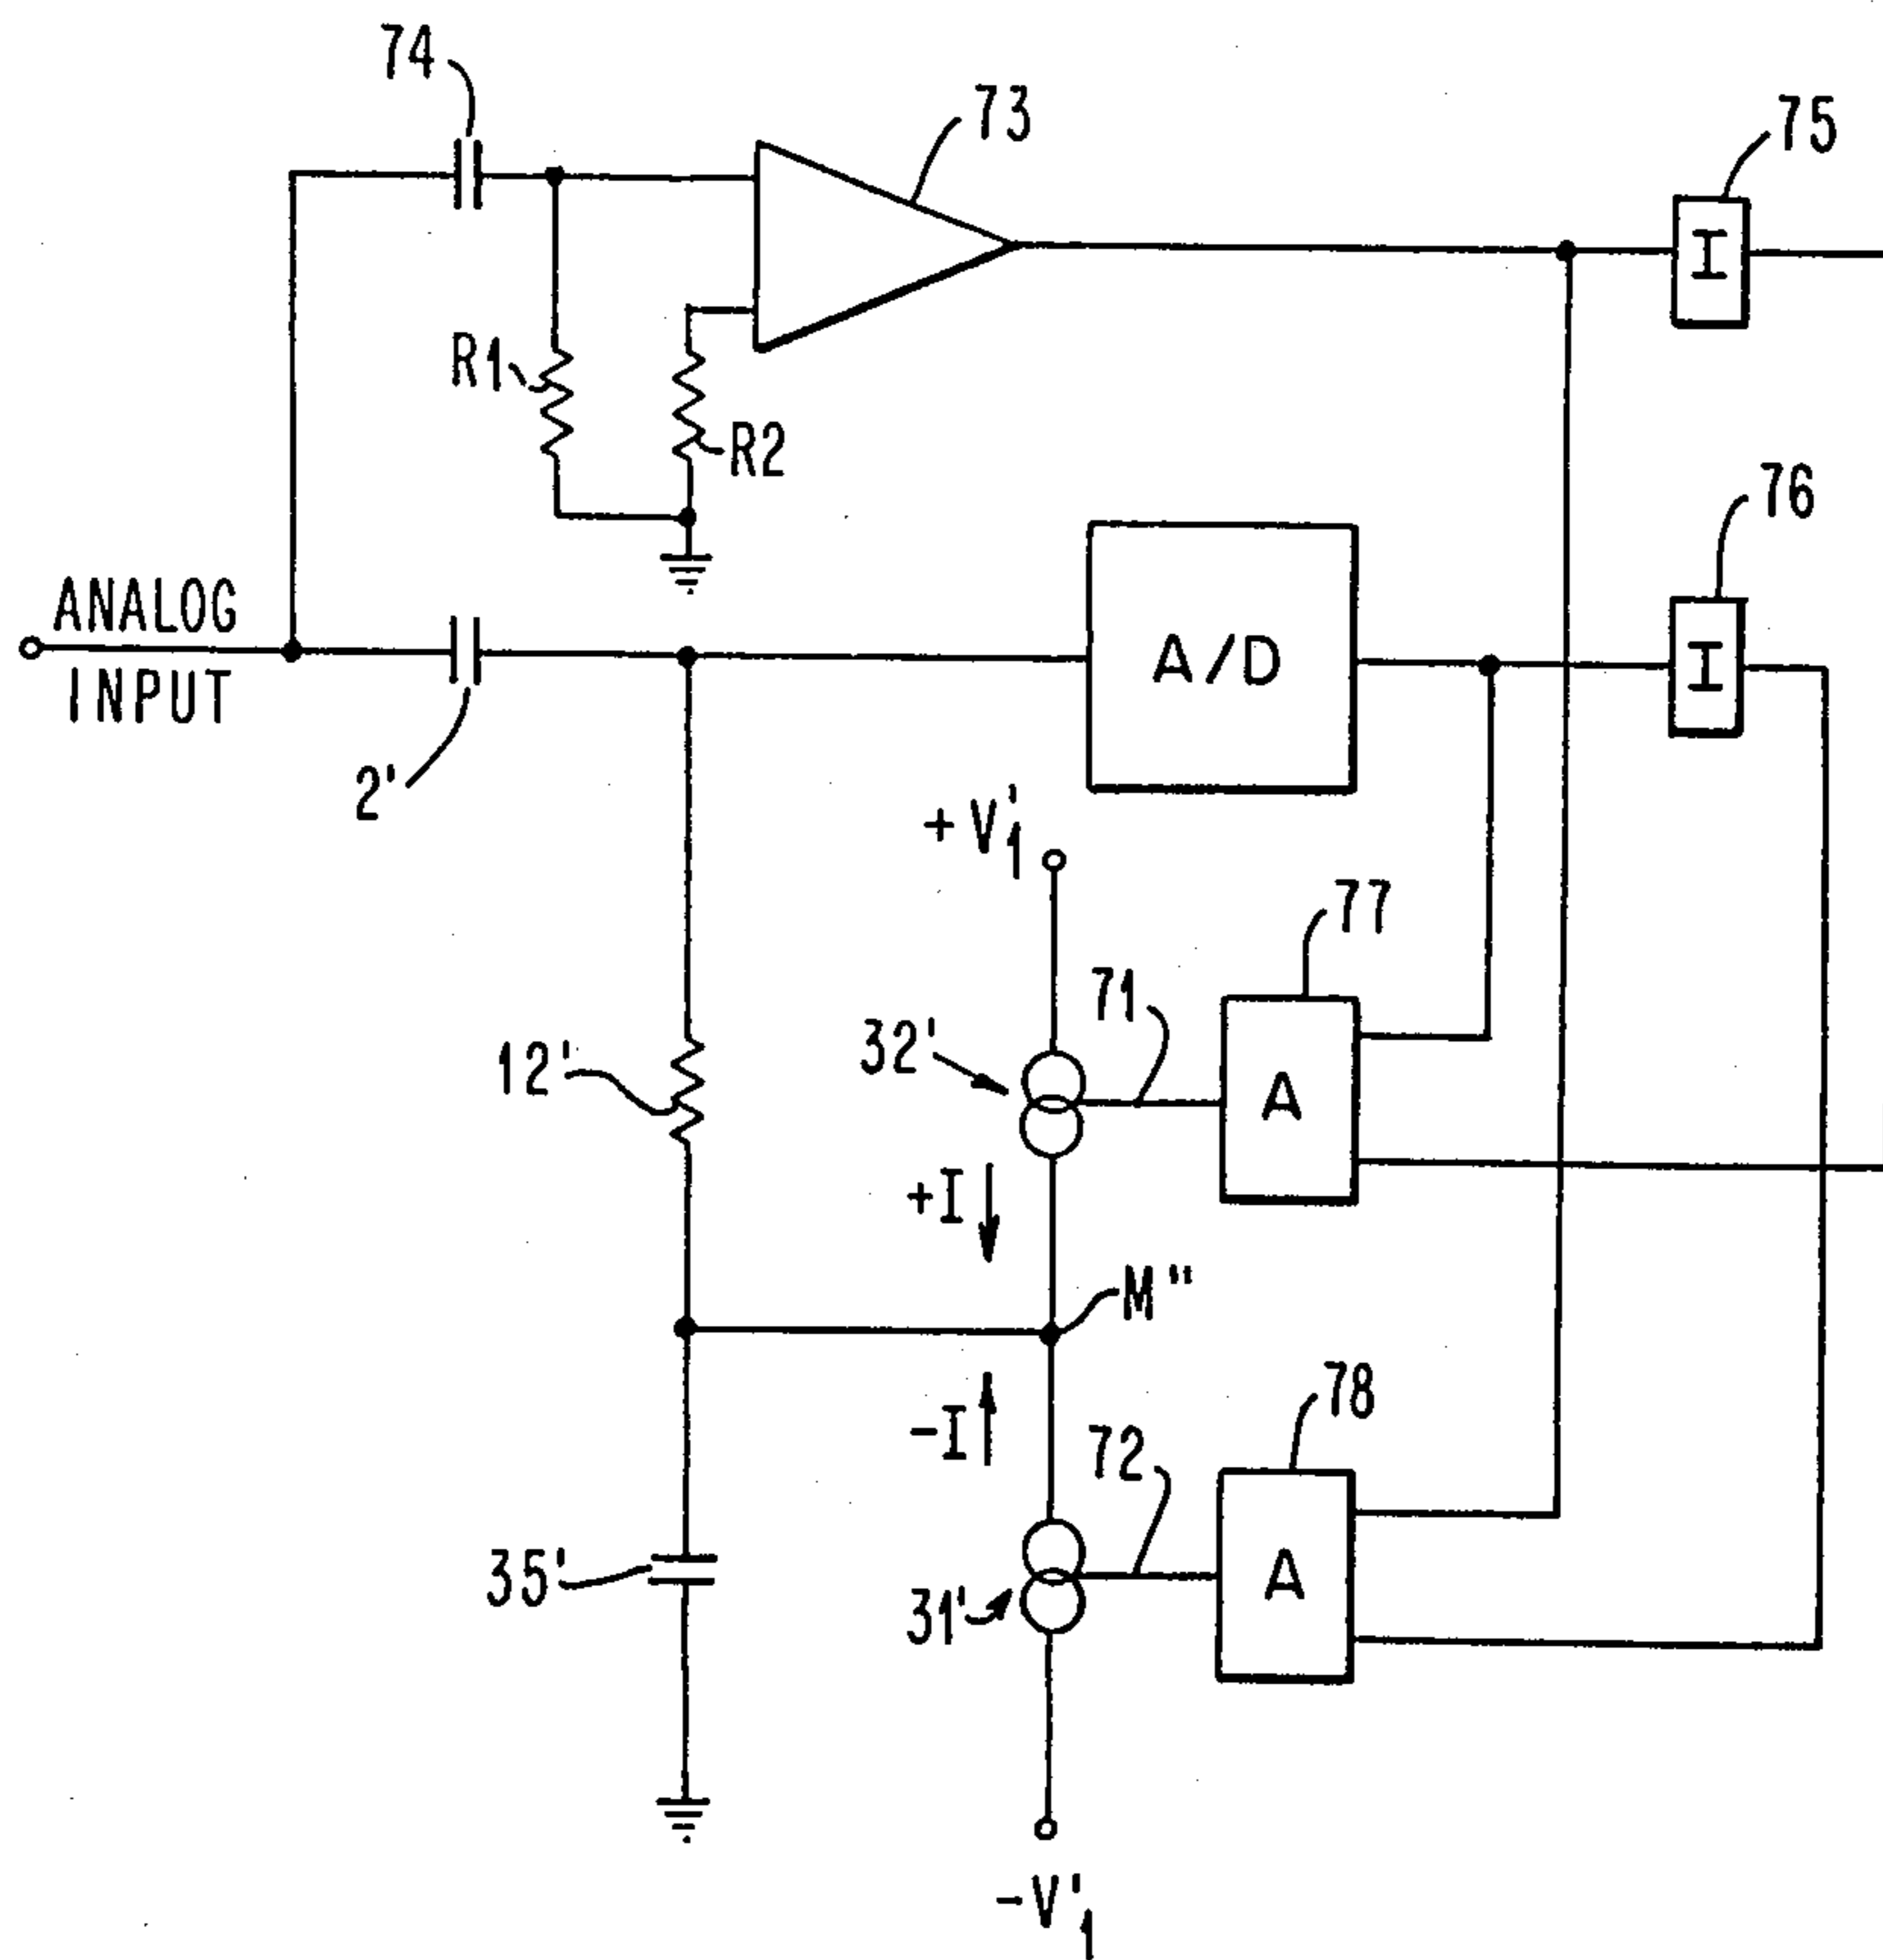 74
73
75
I
R1
R2
76
ANALOG
INPUT
A/D
I
2'
+V'1
77
71
32'
A
12'
+I
M"
78
-I
72
35'
31'
A
-V'1